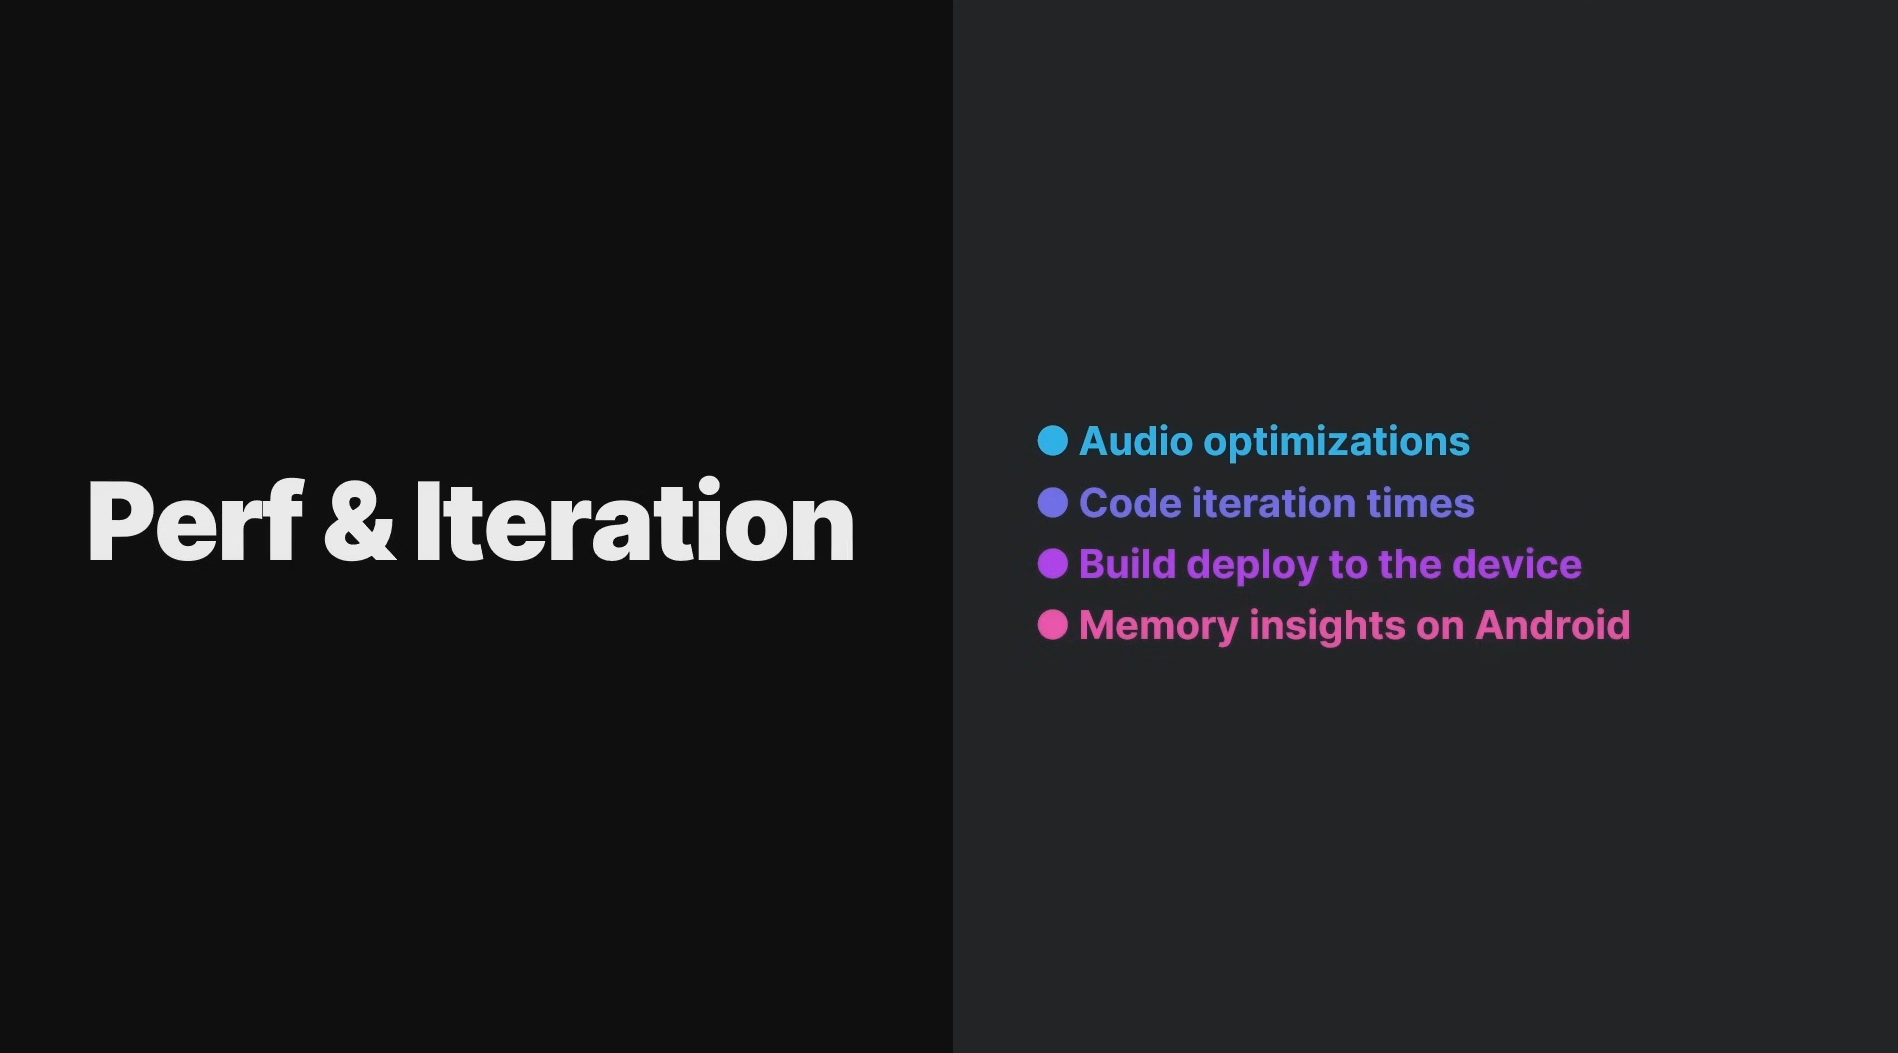 Perf & Iteration
Audio optimizations
Code iteration times
Build deploy to the device
Memory insights on Android